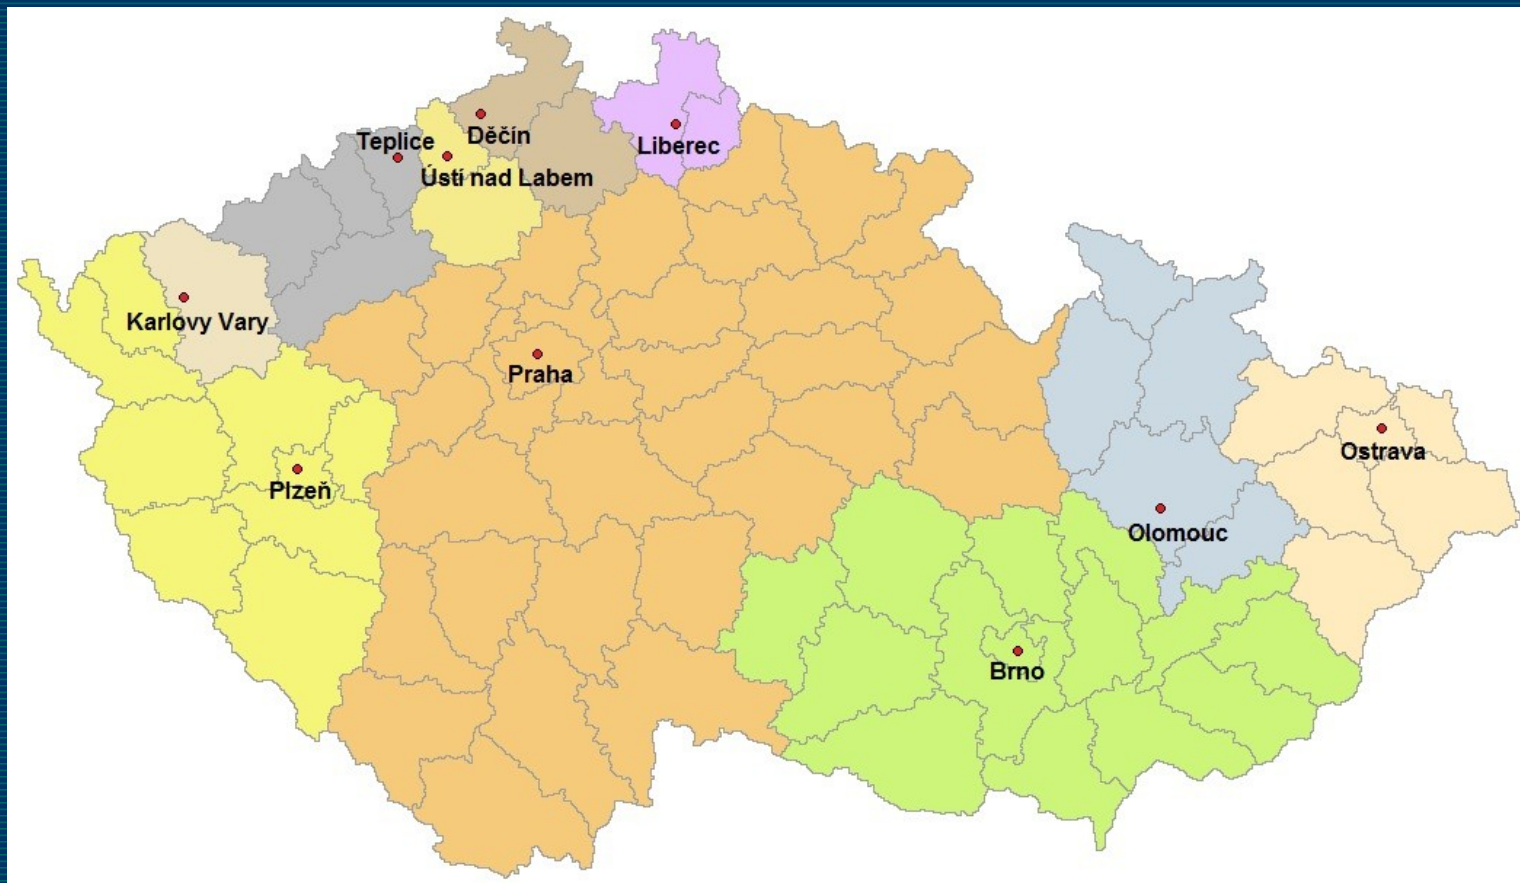 Děčín
Teplice
Liberec
Ústí nad Labem
Karlovy Vary
Praha
Ostrava
Plzeň
Olomouc
Brno